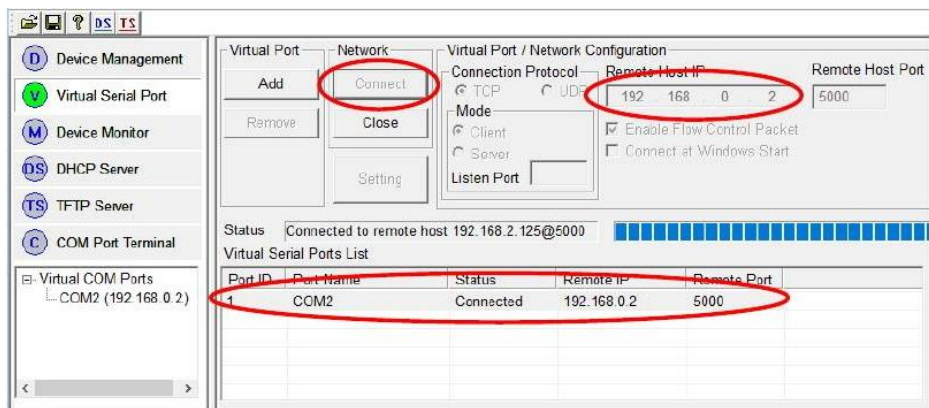 DS TS
D Device Management
V Virtual Serial Port
M Device Monitor
DS DHCP Server
TS TFTP Server
C COM Port Terminal
Virtual COM Ports
COM2 (192.168.0.2)
Virtual Port
Add
Remove
Network
Connect
Close
Setting
Virtual Port / Network Configuration
Connection Protocol
TCP UDP
Mode
Client
Server
Listen Port
Remote Host IP
192 . 168 . 0 . 2
Enable Flow Control Packet
Connect at Windows Start
Remote Host Port
5000
Status Connected to remote host 192.168.2.125@5000
Virtual Serial Ports List
Port ID Port Name Status Remote IP Remote Port
1 COM2 Connected 192.168.0.2 5000